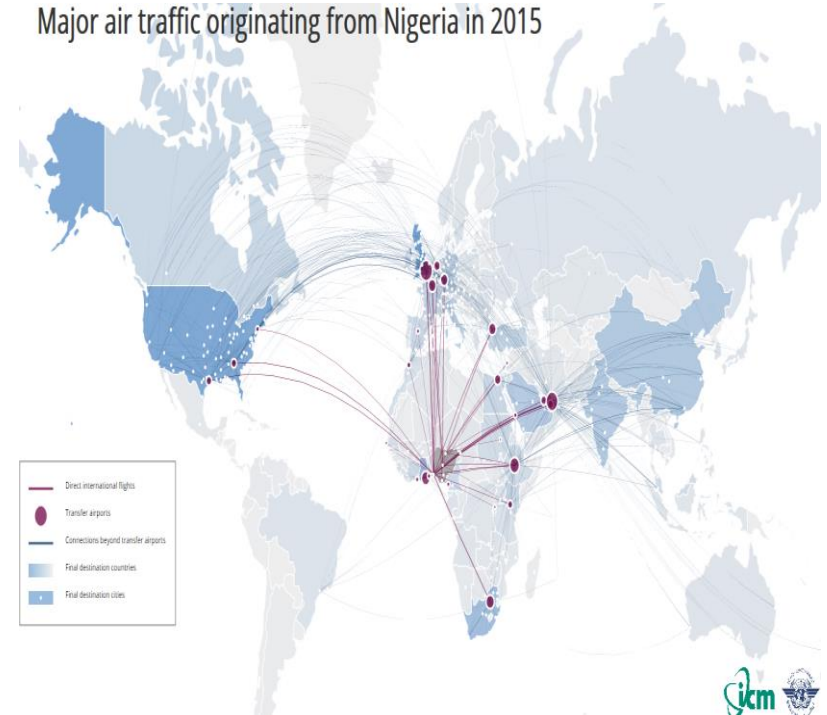 Major air traffic originating from Nigeria in 2015
Direct international flights
Transfer airports
Connections beyond transfer airports
Final destination countries
Final destination cities
icm